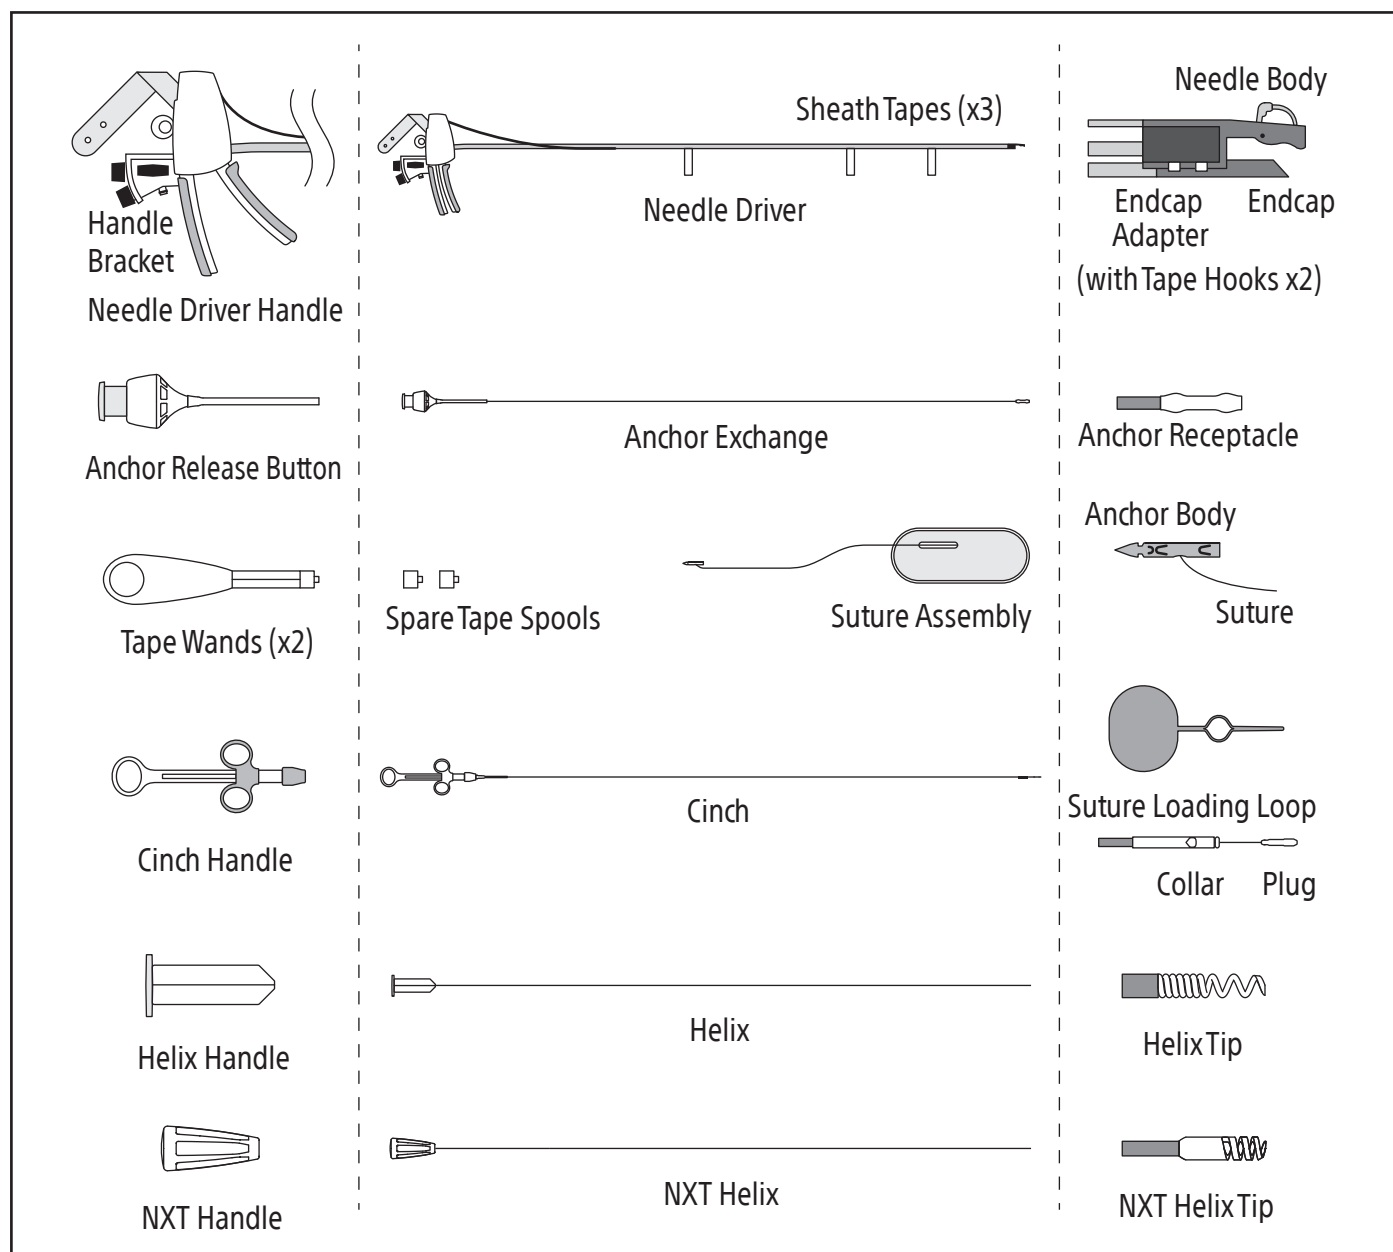 Sheath Tapes (x3)
Needle Body
Handle
Bracket
Needle Driver
Endcap
Adapter
Endcap
(with Tape Hooks x2)
Needle Driver Handle
Anchor Release Button
Anchor Exchange
Anchor Receptacle
Anchor Body
Tape Wands (x2)
Spare Tape Spools
Suture Assembly
Suture
Cinch Handle
Cinch
Suture Loading Loop
Collar
Plug
Helix Handle
Helix
Helix Tip
NXT Handle
NXT Helix
NXT Helix Tip